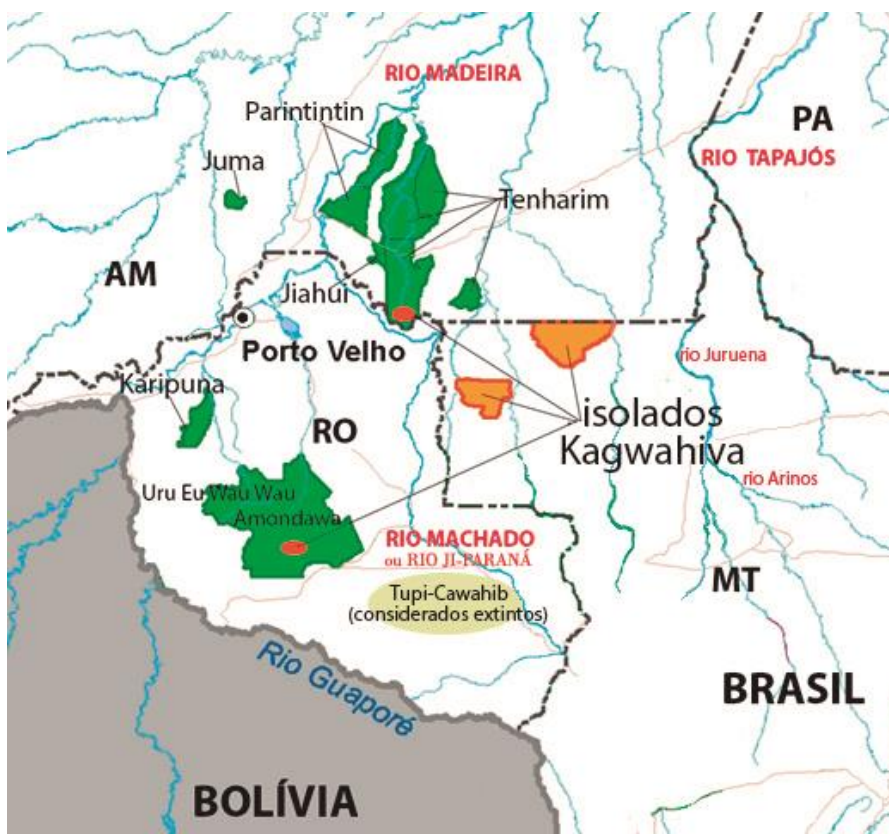 RIO MADEIRA
Parintintin
PA
Juma
RIO TAPAJÓS
Tenharim
AM
Jiahui
Porto Velho
rio Juruena
Karipuna
isolados
Kagwahiva
RO
rio Arinos
Uru Eu Wau Wau
Amondawa
RIO MACHADO
ou RIO JI-PARANÁ
MT
Tupi-Cawahib
(considerados extintos)
Rio Guaporé
BRASIL
BOLÍVIA